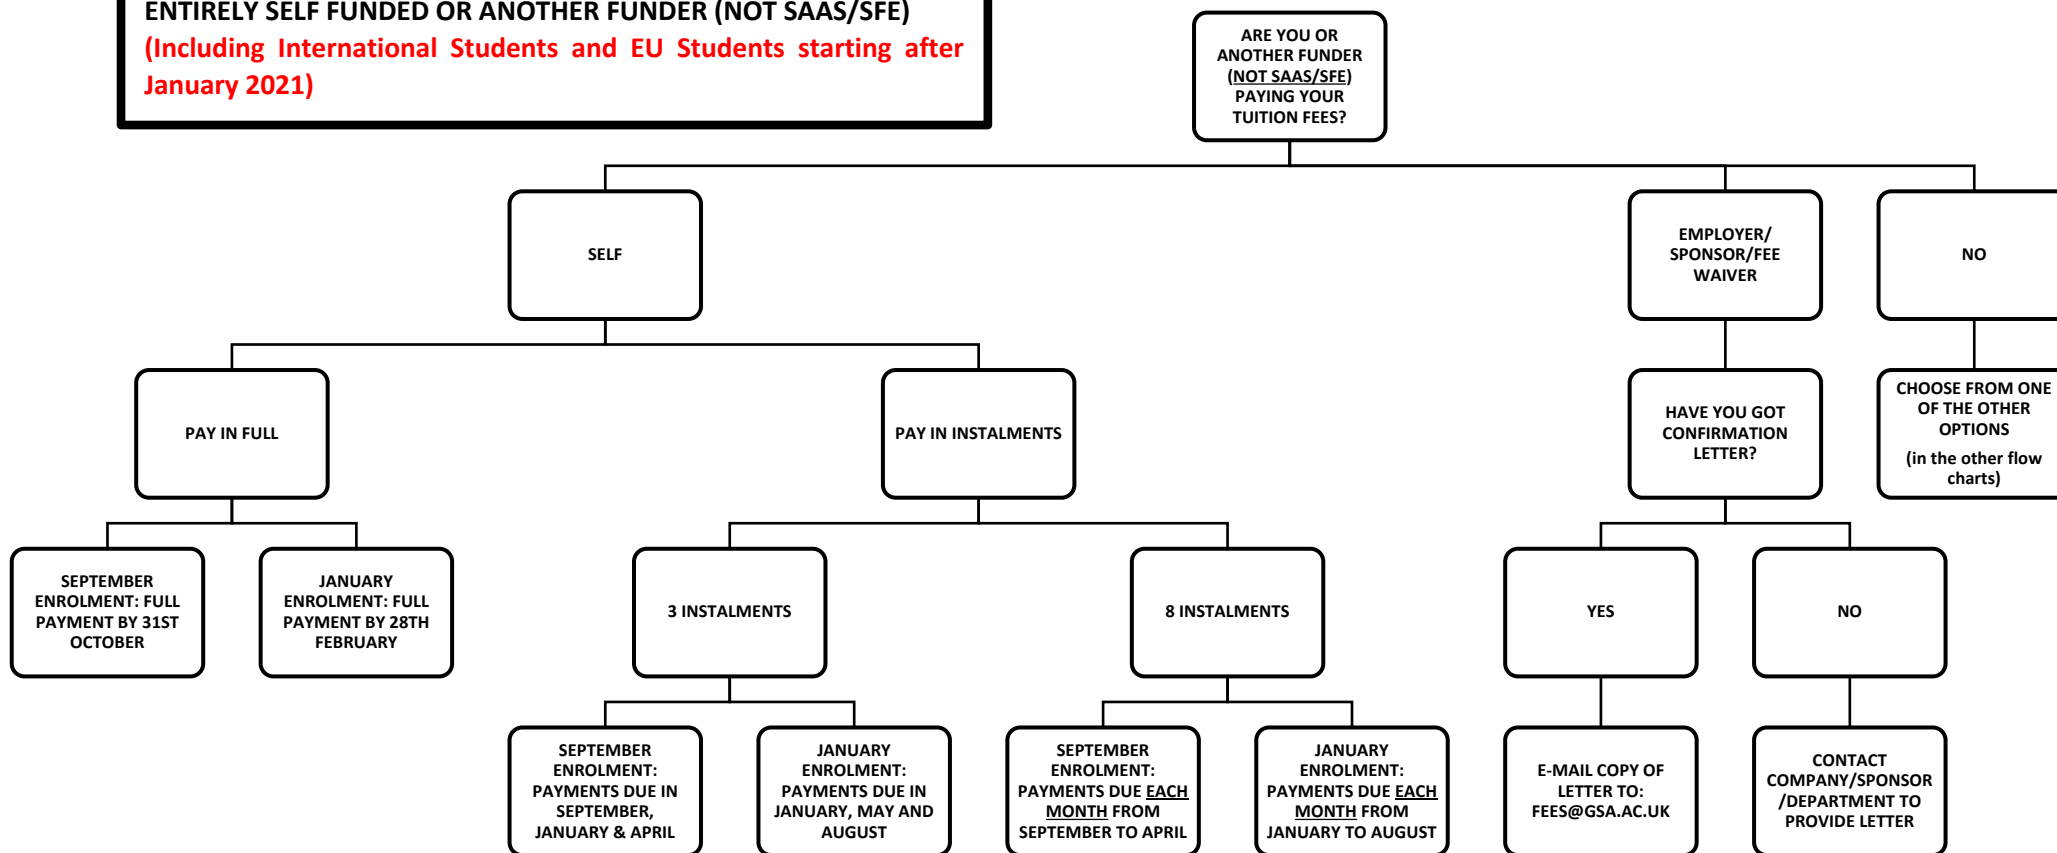 ENTIRELY SELF FUNDED OR ANOTHER FUNDER (NOT SAAS/SFE)
(Including International Students and EU Students starting after
January 2021)
ARE YOU OR
ANOTHER FUNDER
(NOT SAAS/SFE)
PAYING YOUR
TUITION FEES?
SELF
EMPLOYER/
SPONSOR/FEE
WAIVER
NO
PAY IN FULL
PAY IN INSTALMENTS
HAVE YOU GOT
CONFIRMATION
LETTER?
CHOOSE FROM ONE
OF THE OTHER
OPTIONS
(in the other flow
charts)
SEPTEMBER
ENROLMENT: FULL
PAYMENT BY 31ST
OCTOBER
JANUARY
ENROLMENT: FULL
PAYMENT BY 28TH
FEBRUARY
3 INSTALMENTS
8 INSTALMENTS
YES
NO
SEPTEMBER
ENROLMENT:
PAYMENTS DUE IN
SEPTEMBER,
JANUARY & APRIL
JANUARY
ENROLMENT:
PAYMENTS DUE IN
JANUARY, MAY AND
AUGUST
SEPTEMBER
ENROLMENT:
PAYMENTS DUE EACH
MONTH FROM
SEPTEMBER TO APRIL
JANUARY
ENROLMENT:
PAYMENTS DUE EACH
MONTH FROM
JANUARY TO AUGUST
E-MAIL COPY OF
LETTER TO:
FEES@GSA.AC.UK
CONTACT
COMPANY/SPONSOR
/DEPARTMENT TO
PROVIDE LETTER